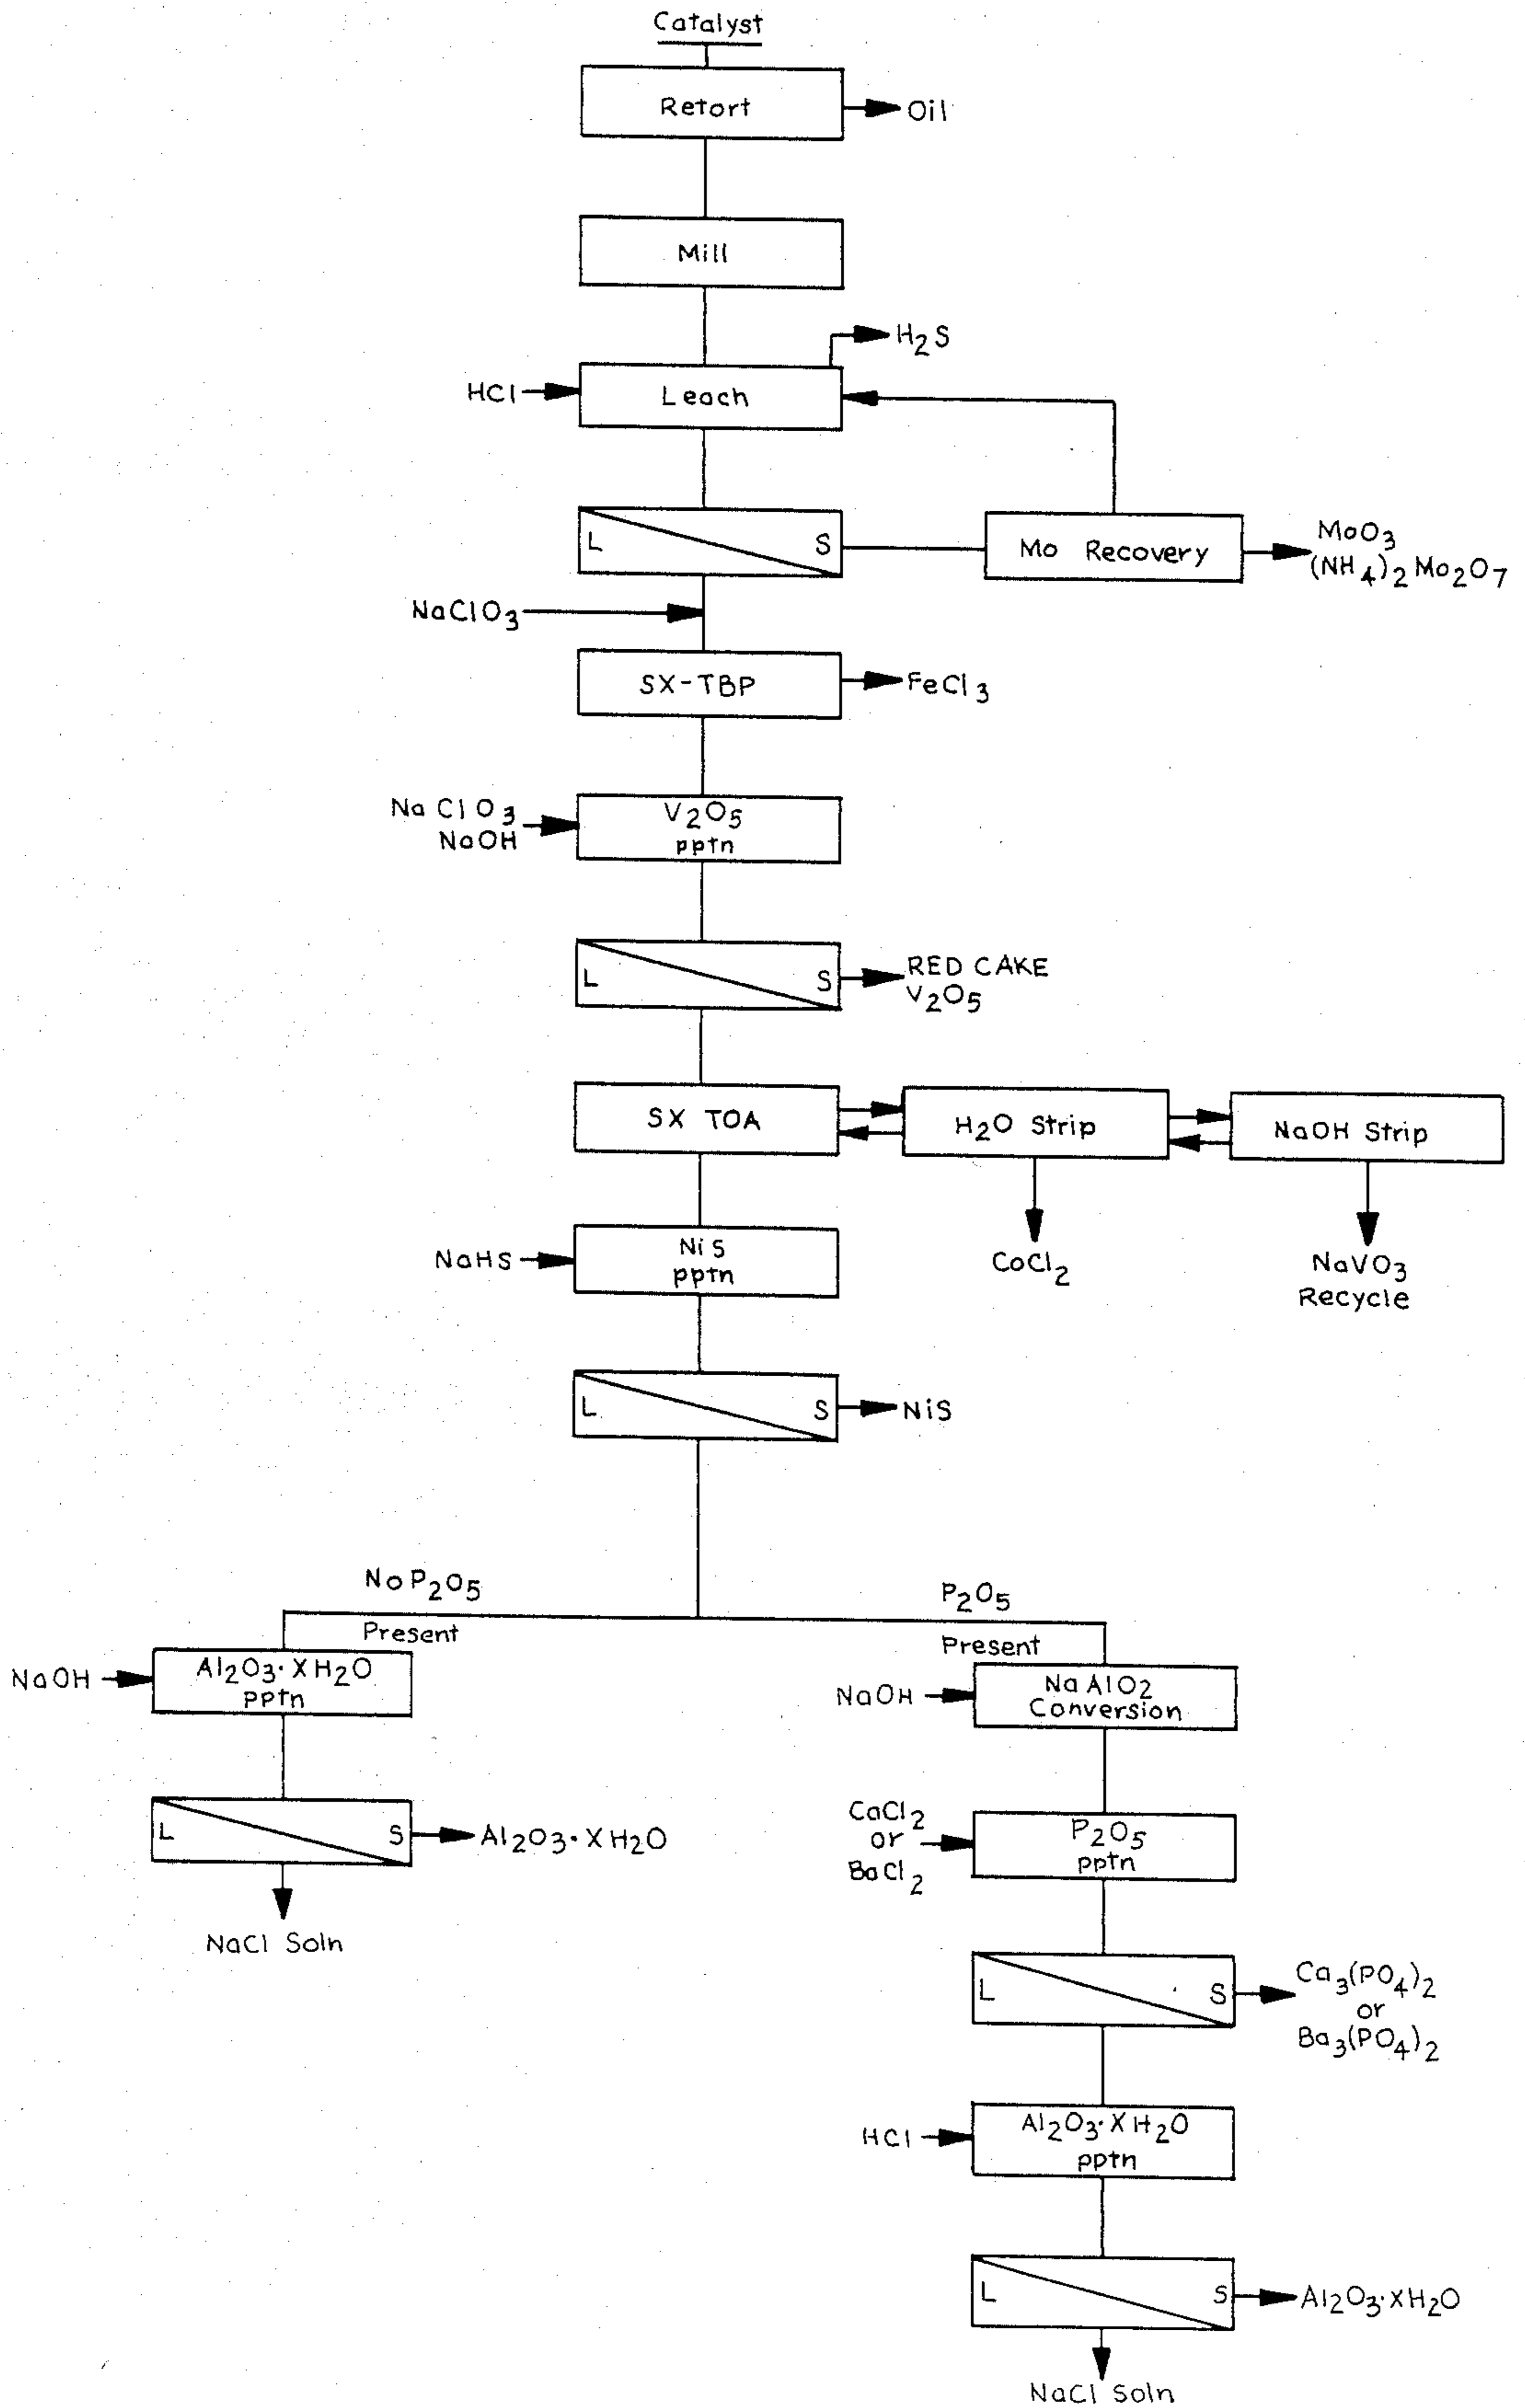 Catalyst
Retort
Oil
Mill
H2S
HCl
Leach
L
S
Mo Recovery
MoO3
(NH4)2Mo2O7
NaClO3
SX-TBP
FeCl3
NaClO3
NaOH
V2O5
pptn
L
S
RED CAKE
V2O5
SX TOA
H2O Strip
NaOH Strip
NaHS
NiS
pptn
CoCl2
NaVO3
Recycle
L
S
NiS
No P2O5
Present
P2O5
Present
NaOH
Al2O3·XH2O
pptn
NaOH
NaAlO2
Conversion
L
S
Al2O3·XH2O
NaCl Soln
CaCl2
or
BaCl2
P2O5
pptn
L
S
Ca3(PO4)2
or
Ba3(PO4)2
HCl
Al2O3·XH2O
pptn
L
S
Al2O3·XH2O
NaCl Soln